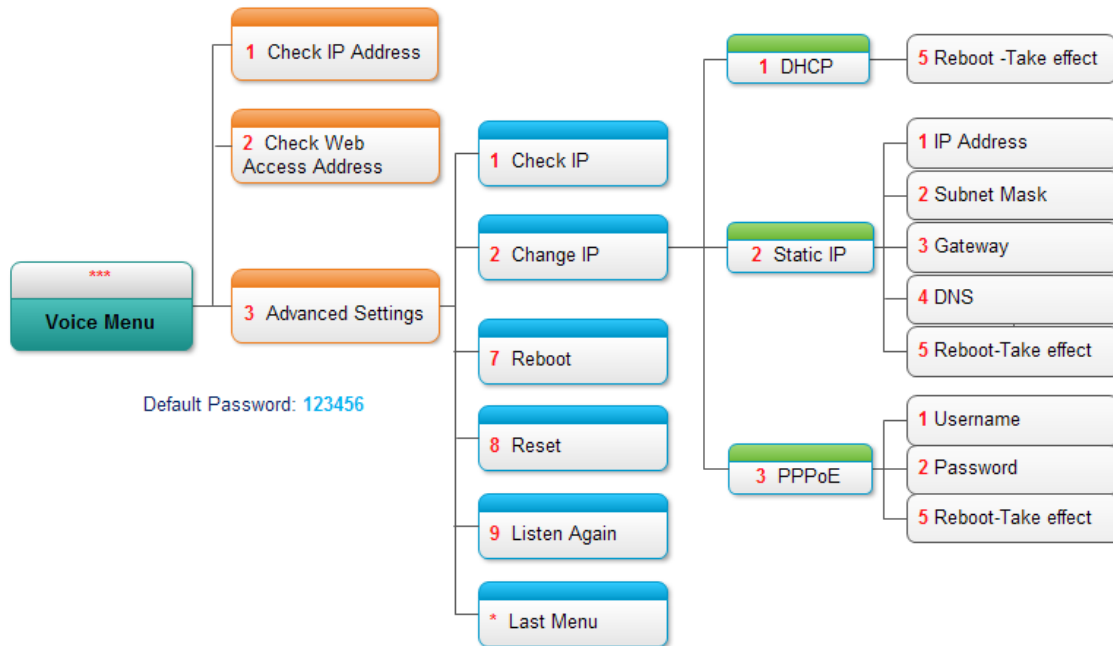 ***
Voice Menu
Default Password: 123456
1 Check IP Address
2 Check Web
Access Address
3 Advanced Settings
1 Check IP
2 Change IP
7 Reboot
8 Reset
9 Listen Again
* Last Menu
1 DHCP
2 Static IP
3 PPPoE
5 Reboot -Take effect
1 IP Address
2 Subnet Mask
3 Gateway
4 DNS
5 Reboot-Take effect
1 Username
2 Password
5 Reboot-Take effect